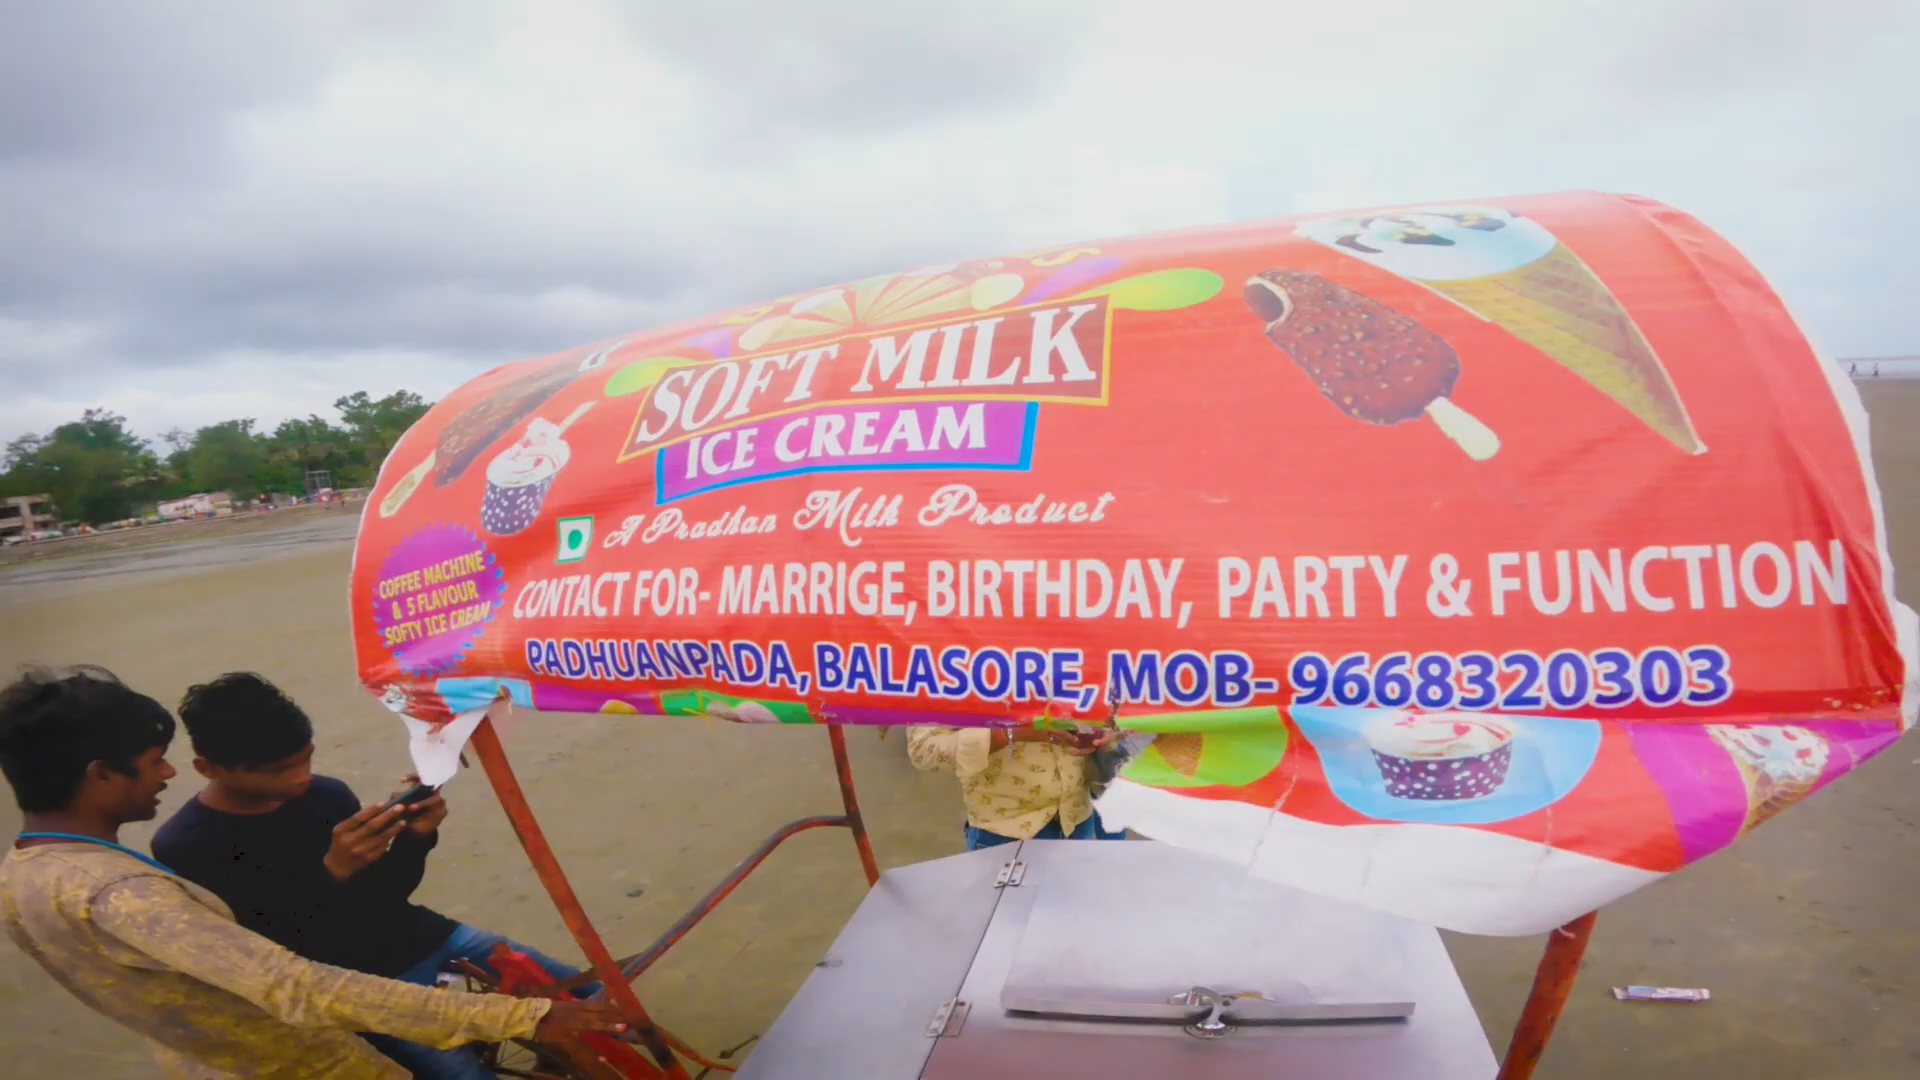 SOFT MILK
ICE CREAM
A Pradhan Milk Product
COFFEE MACHINE
& 5 FLAVOUR
SOFTY ICE CREAM
CONTACT FOR- MARRIGE, BIRTHDAY, PARTY & FUNCTION
PADHUANPADA, BALASORE, MOB- 9668320303